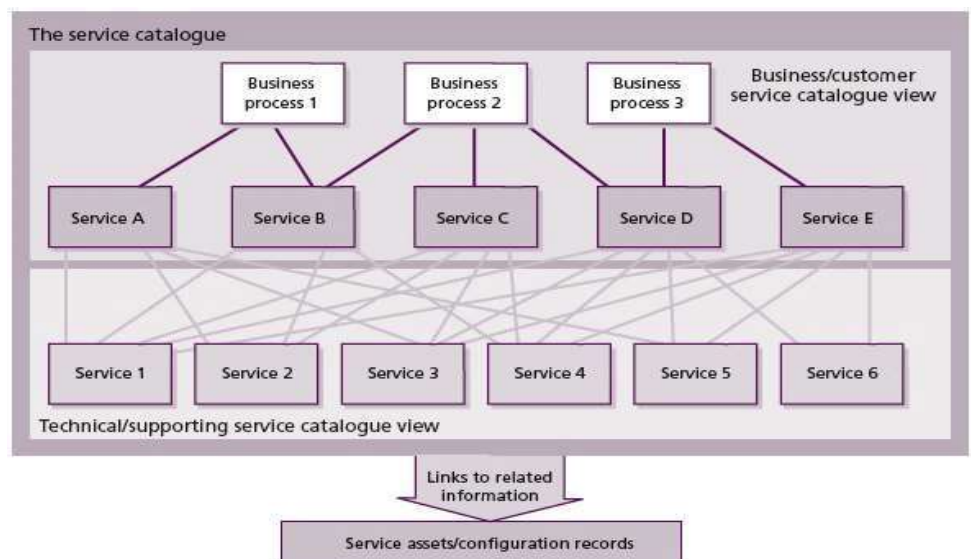 The service catalogue
Business
process 1
Business
process 2
Business
process 3
Business/customer
service catalogue view
Service A
Service B
Service C
Service D
Service E
Service 1
Service 2
Service 3
Service 4
Service 5
Service 6
Technical/supporting service catalogue view
Links to related
information
Service assets/configuration records